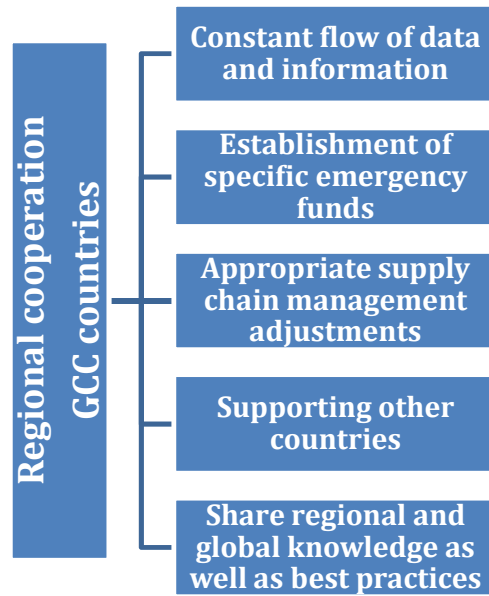 Regional cooperation
GCC countries
Constant flow of data
and information
Establishment of
specific emergency
funds
Appropriate supply
chain management
adjustments
Supporting other
countries
Share regional and
global knowledge as
well as best practices